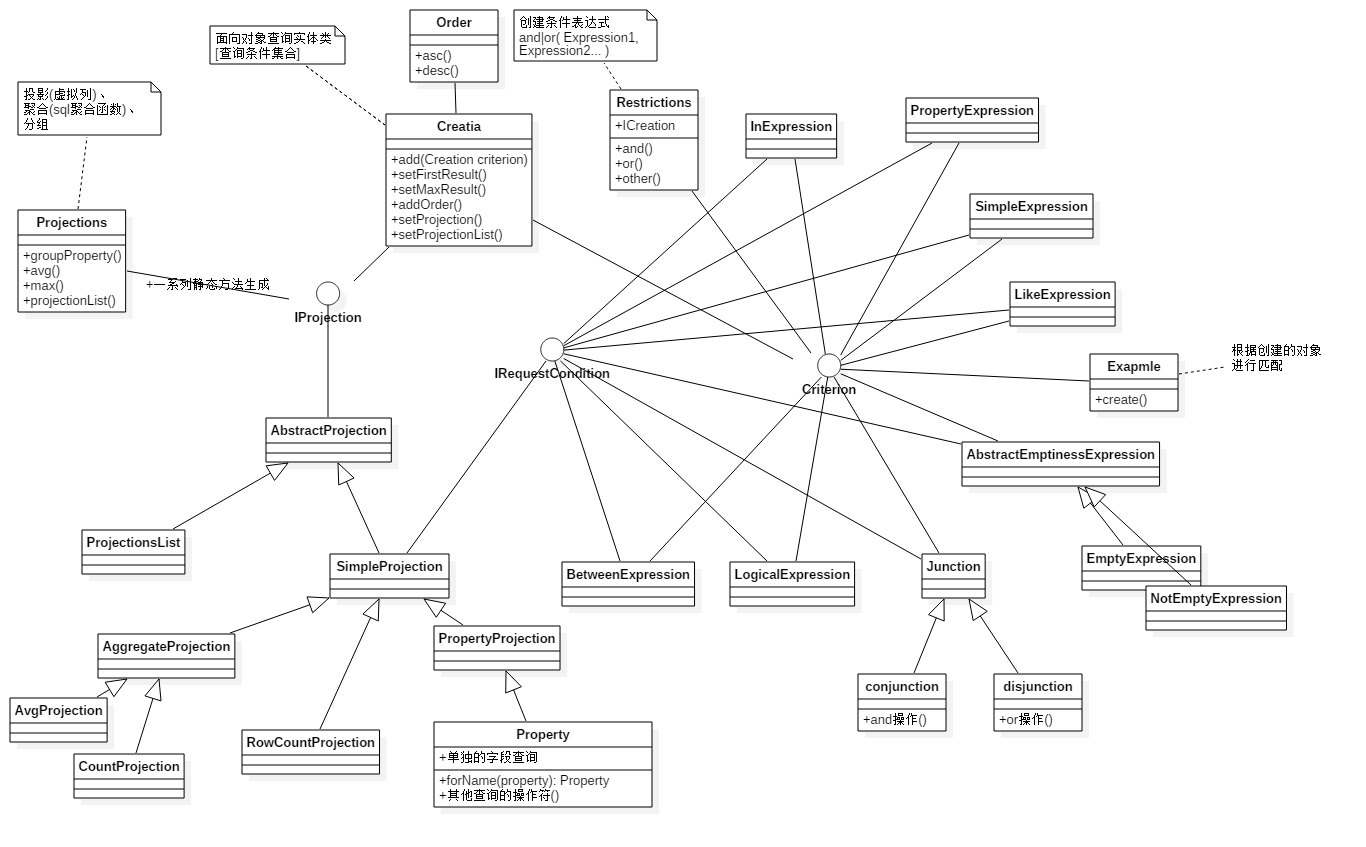 Order
+asc()
+desc()
创建条件表达式
and|or( Expression1,
Expression2... )
面向对象查询实体类
[查询条件集合]
投影(虚拟列)、
聚合(sql聚合函数)、
分组
Creatia
+add(Creation criterion)
+setFirstResult()
+setMaxResult()
+addOrder()
+setProjection()
+setProjectionList()
Restrictions
+ICreation
+and()
+or()
+other()
InExpression
PropertyExpression
SimpleExpression
Projections
+groupProperty()
+avg()
+max()
+projectionList()
+一系列静态方法生成
IProjection
LikeExpression
IRequestCondition
Criterion
Exapmle
+create()
根据创建的对象
进行匹配
AbstractProjection
AbstractEmptinessExpression
ProjectionsList
SimpleProjection
BetweenExpression
LogicalExpression
Junction
EmptyExpression
NotEmptyExpression
AggregateProjection
PropertyProjection
conjunction
+and操作()
disjunction
+or操作()
AvgProjection
CountProjection
RowCountProjection
Property
+单独的字段查询
+forName(property): Property
+其他查询的操作符()